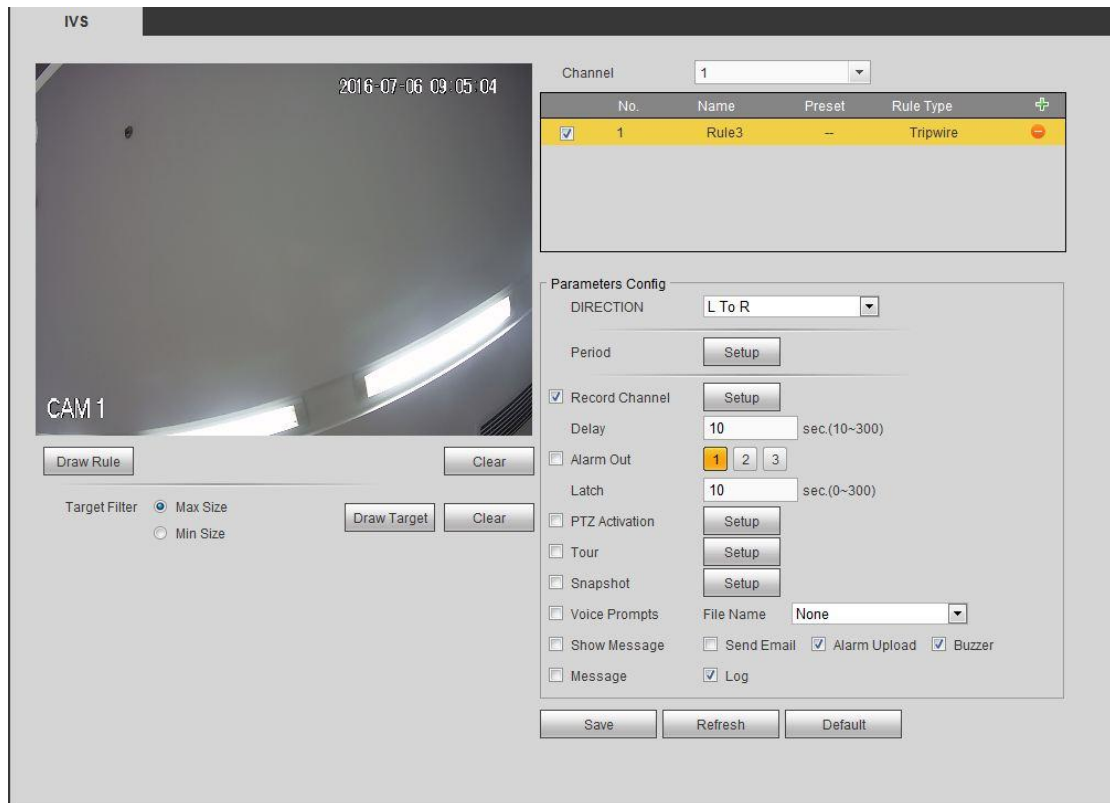 IVS
2016-07-06 09:05:04
CAM 1
Draw Rule Clear
Target Filter Max Size
Min Size
Draw Target Clear
Channel 1
No. Name Preset Rule Type
1 Rule3 -- Tripwire
Parameters Config
DIRECTION L To R
Period Setup
Record Channel Setup
Delay 10 sec.(10~300)
Alarm Out 1 2 3
Latch 10 sec.(0~300)
PTZ Activation Setup
Tour Setup
Snapshot Setup
Voice Prompts File Name None
Show Message Send Email Alarm Upload Buzzer
Message Log
Save Refresh Default